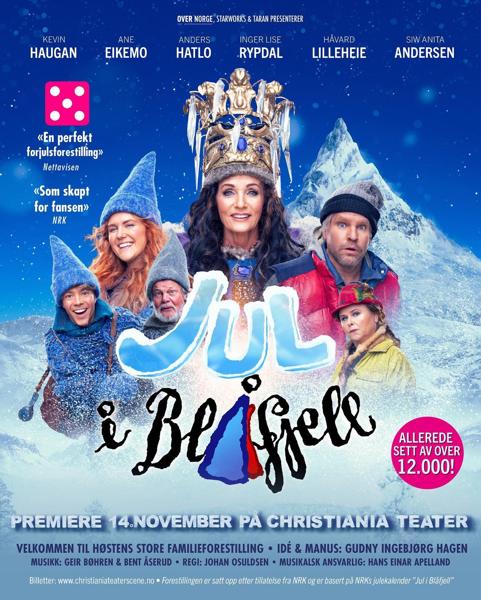 OVER NORGE, STARWORKS & TARAN PRESENTERER
KEVIN HAUGAN
ANE EIKEMO
ANDERS HATLO
INGER LISE RYPDAL
HÅVARD LILLEHEIE
SIW ANITA ANDERSEN
«En perfekt
førjulsforestilling»
Nettavisen
«Som skapt
for fansen»
NRK
JUL
i Blåfjell
ALLEREDE
SETT AV OVER
12.000!
PREMIERE 14.NOVEMBER PÅ CHRISTIANIA TEATER
VELKOMMEN TIL HØSTENS STORE FAMILIEFORESTILLING • IDÉ & MANUS: GUDNY INGEBJØRG HAGEN
MUSIKK: GEIR BØHREN & BENT ÅSERUD • REGI: JOHAN OSULDSEN • MUSIKALSK ANSVARLIG: HANS EINAR APELLAND
Billetter: www.christianiateaterscene.no • Forestillingen er satt opp etter tillatelse fra NRK og er basert på NRKs julekalender "Jul i Blåfjell"